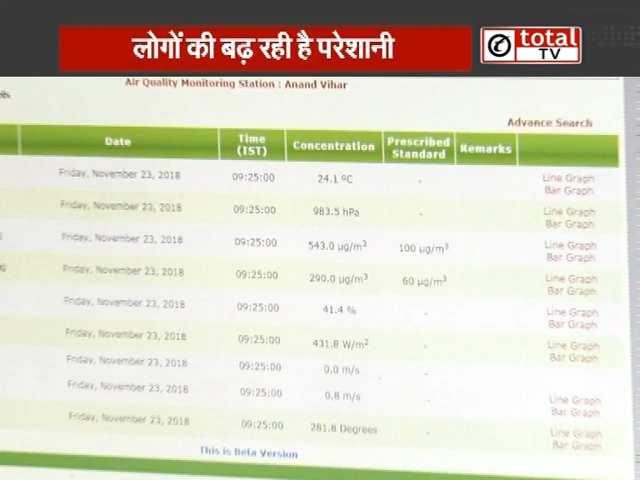 लोगों की बढ़ रही है परेशानी
total
TV
Air Quality Monitoring Station : Anand Vihar
Advance Search
Date Time (IST) Concentration Prescribed Standard Remarks
Friday, November 23, 2018 09:25:00 24.1 ºC - Line Graph
Bar Graph
Friday, November 23, 2018 09:25:00 983.5 hPa - Line Graph
Bar Graph
Friday, November 23, 2018 09:25:00 543.0 µg/m³ 100 µg/m³ Line Graph
Bar Graph
Friday, November 23, 2018 09:25:00 290.0 µg/m³ 60 µg/m³ Line Graph
Bar Graph
Friday, November 23, 2018 09:25:00 41.4 % - Line Graph
Bar Graph
Friday, November 23, 2018 09:25:00 431.8 W/m² - Line Graph
Bar Graph
Friday, November 23, 2018 09:25:00 0.0 m/s -
Friday, November 23, 2018 09:25:00 0.8 m/s - Line Graph
Bar Graph
Friday, November 23, 2018 09:25:00 281.8 Degrees - Line Graph
Bar Graph
This is Beta Version